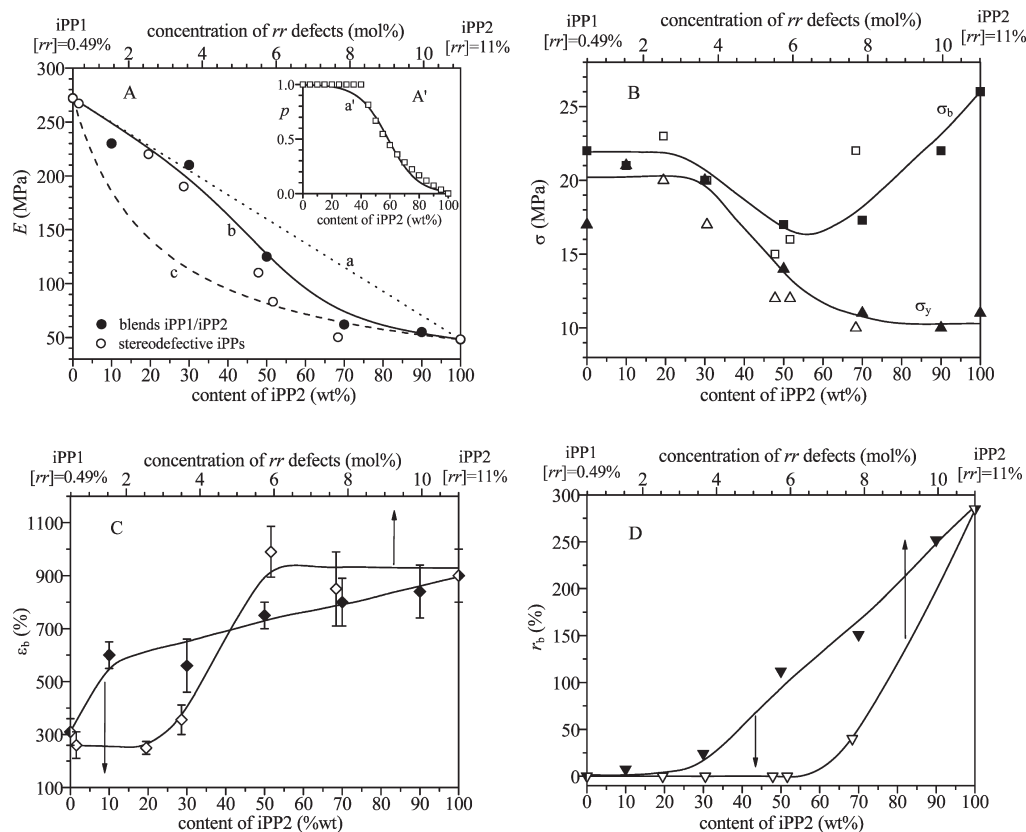 iPP1
[rr]=0.49%
concentration of rr defects (mol%)
iPP2
[rr]=11%
0 2 4 6 8 10
A
E (MPa)
300
250
200
150
100
50
0 10 20 30 40 50 60 70 80 90 100
content of iPP2 (wt%)
a
b
c
blends iPP1/iPP2
stereodefective iPPs
A'
a'
p
1.0
0.5
0.0
0 20 40 60 80 100
content of iPP2 (wt%)
iPP1
[rr]=0.49%
concentration of rr defects (mol%)
iPP2
[rr]=11%
2 4 6 8 10
B
σ (MPa)
25
20
15
10
σb
σy
0 10 20 30 40 50 60 70 80 90 100
content of iPP2 (wt%)
iPP1
[rr]=0.49%
concentration of rr defects (mol%)
iPP2
[rr]=11%
2 4 6 8 10
C
εb (%)
1100
900
700
500
300
100
0 10 20 30 40 50 60 70 80 90 100
content of iPP2 (%wt)
iPP1
[rr]=0.49%
concentration of rr defects (mol%)
iPP2
[rr]=11%
2 4 6 8 10
D
rb (%)
300
250
200
150
100
50
0
0 10 20 30 40 50 60 70 80 90 100
content of iPP2 (wt%)